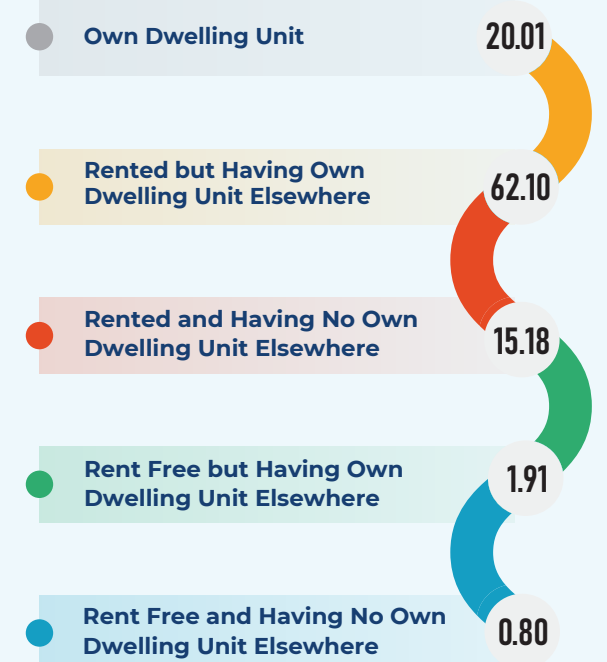 Own Dwelling Unit
20.01
Rented but Having Own
Dwelling Unit Elsewhere
62.10
Rented and Having No Own
Dwelling Unit Elsewhere
15.18
Rent Free but Having Own
Dwelling Unit Elsewhere
1.91
Rent Free and Having No Own
Dwelling Unit Elsewhere
0.80